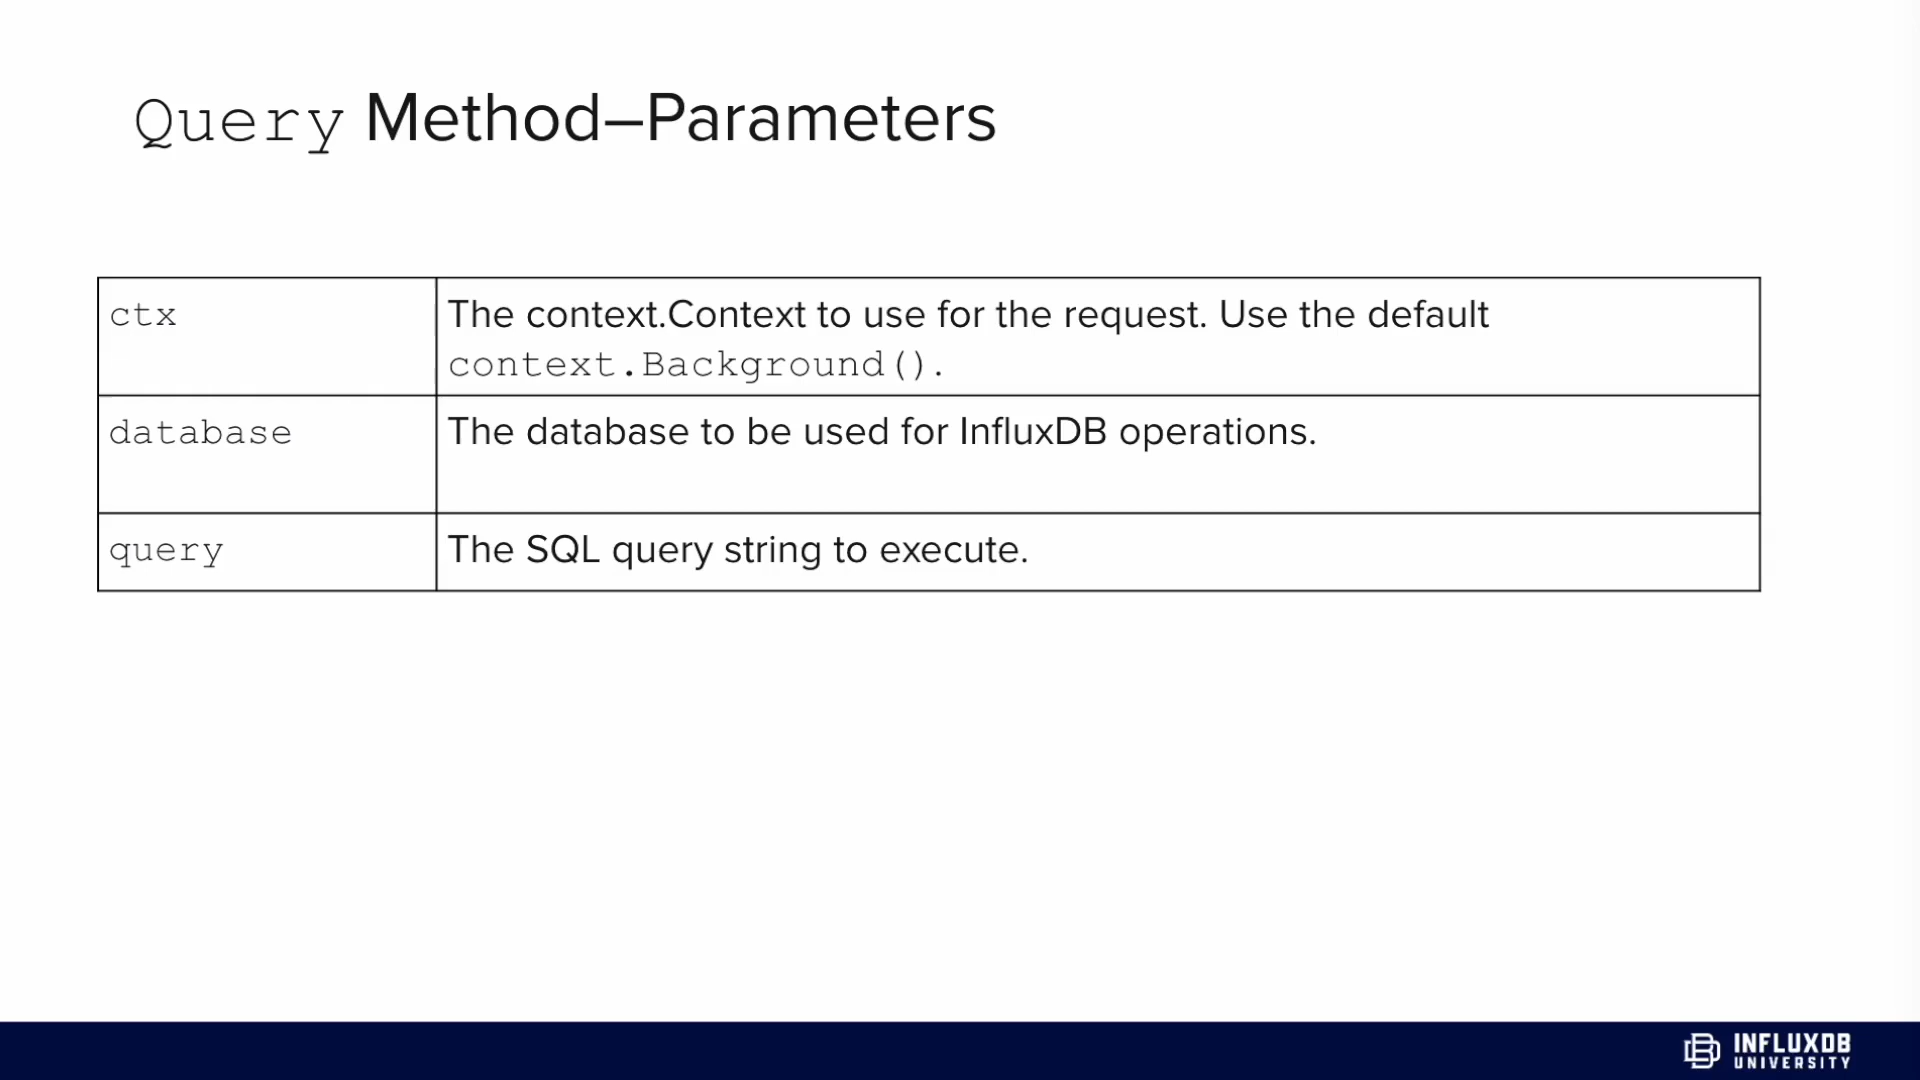 Query Method–Parameters
ctx
The context.Context to use for the request. Use the default
context.Background().
database
The database to be used for InfluxDB operations.
query
The SQL query string to execute.
INFLUXDB
UNIVERSITY